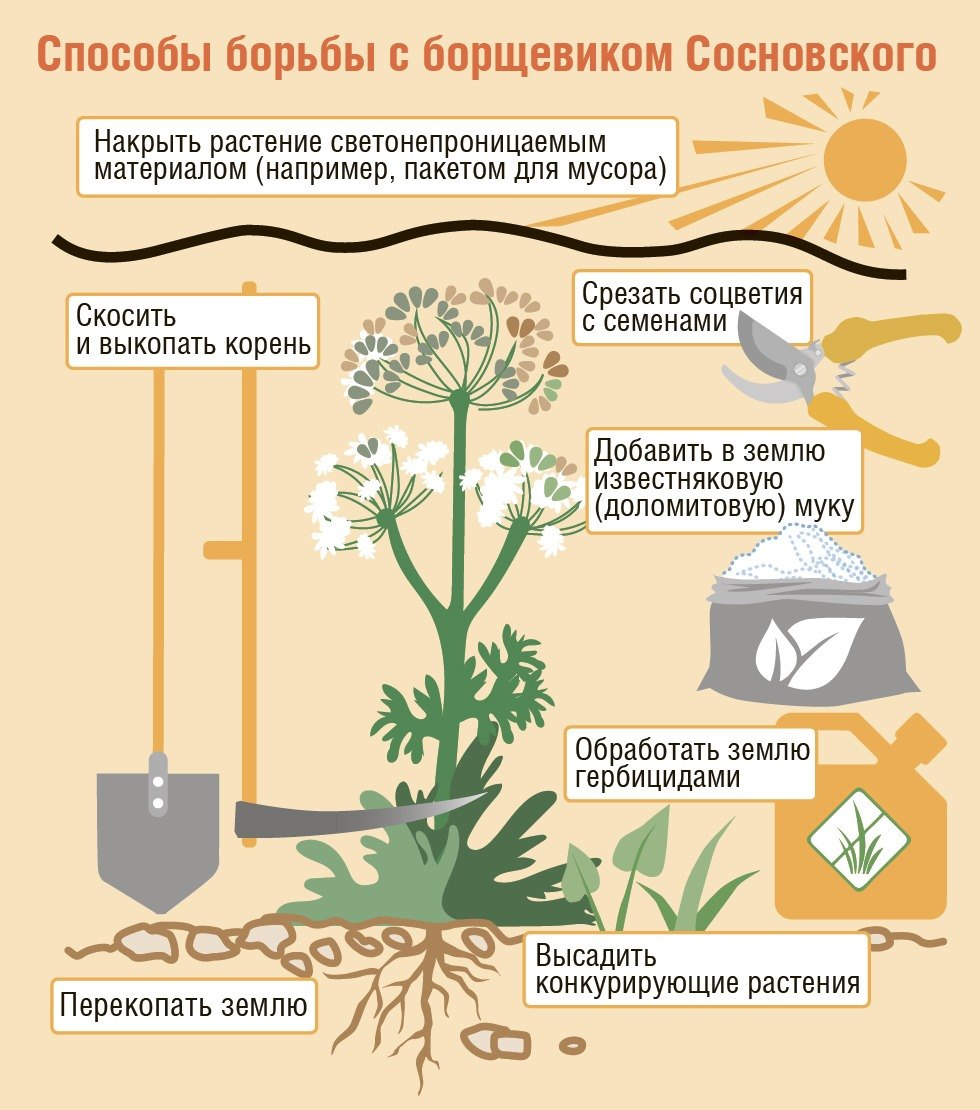 Способы борьбы с борщевиком Сосновского
Накрыть растение светонепроницаемым
материалом (например, пакетом для мусора)
Скосить
и выкопать корень
Срезать соцветия
с семенами
Добавить в землю
известняковую
(доломитовую) муку
Обработать землю
гербицидами
Высадить
конкурирующие растения
Перекопать землю